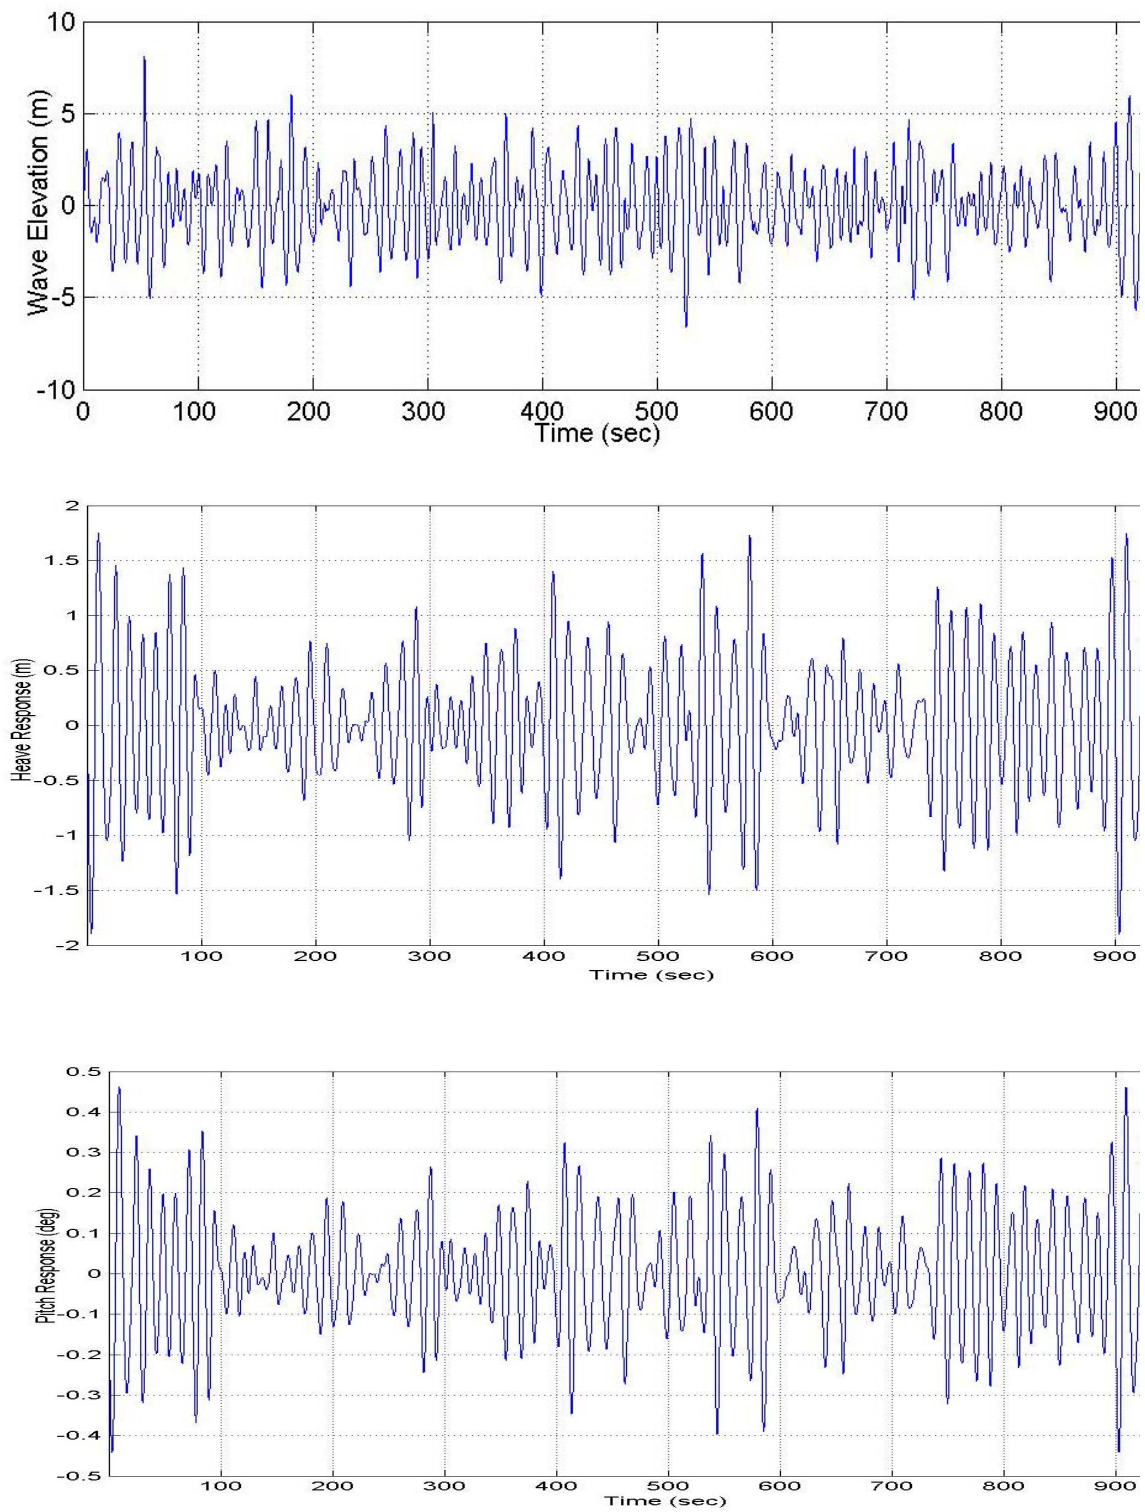 10
5
0
-5
-10
Wave Elevation (m)
0 100 200 300 400 500 600 700 800 900
Time (sec)
2
1.5
1
0.5
0
-0.5
-1
-1.5
-2
Heave Response (m)
100 200 300 400 500 600 700 800 900
Time (sec)
0.5
0.4
0.3
0.2
0.1
0
-0.1
-0.2
-0.3
-0.4
-0.5
Pitch Response (deg)
100 200 300 400 500 600 700 800 900
Time (sec)